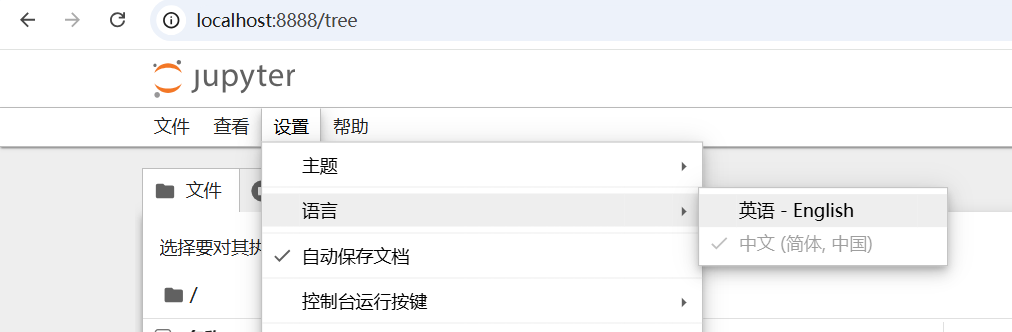 localhost:8888/tree
jupyter
文件 查看 设置 帮助
主题
文件
语言
英语 - English
中文 (简体, 中国)
选择要对其执
自动保存文档
/
控制台运行按键